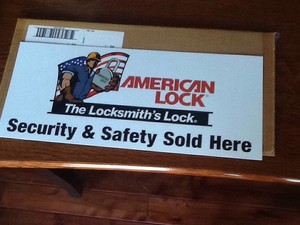 AMERICAN
LOCK
The Locksmith's Lock.
Security & Safety Sold Here